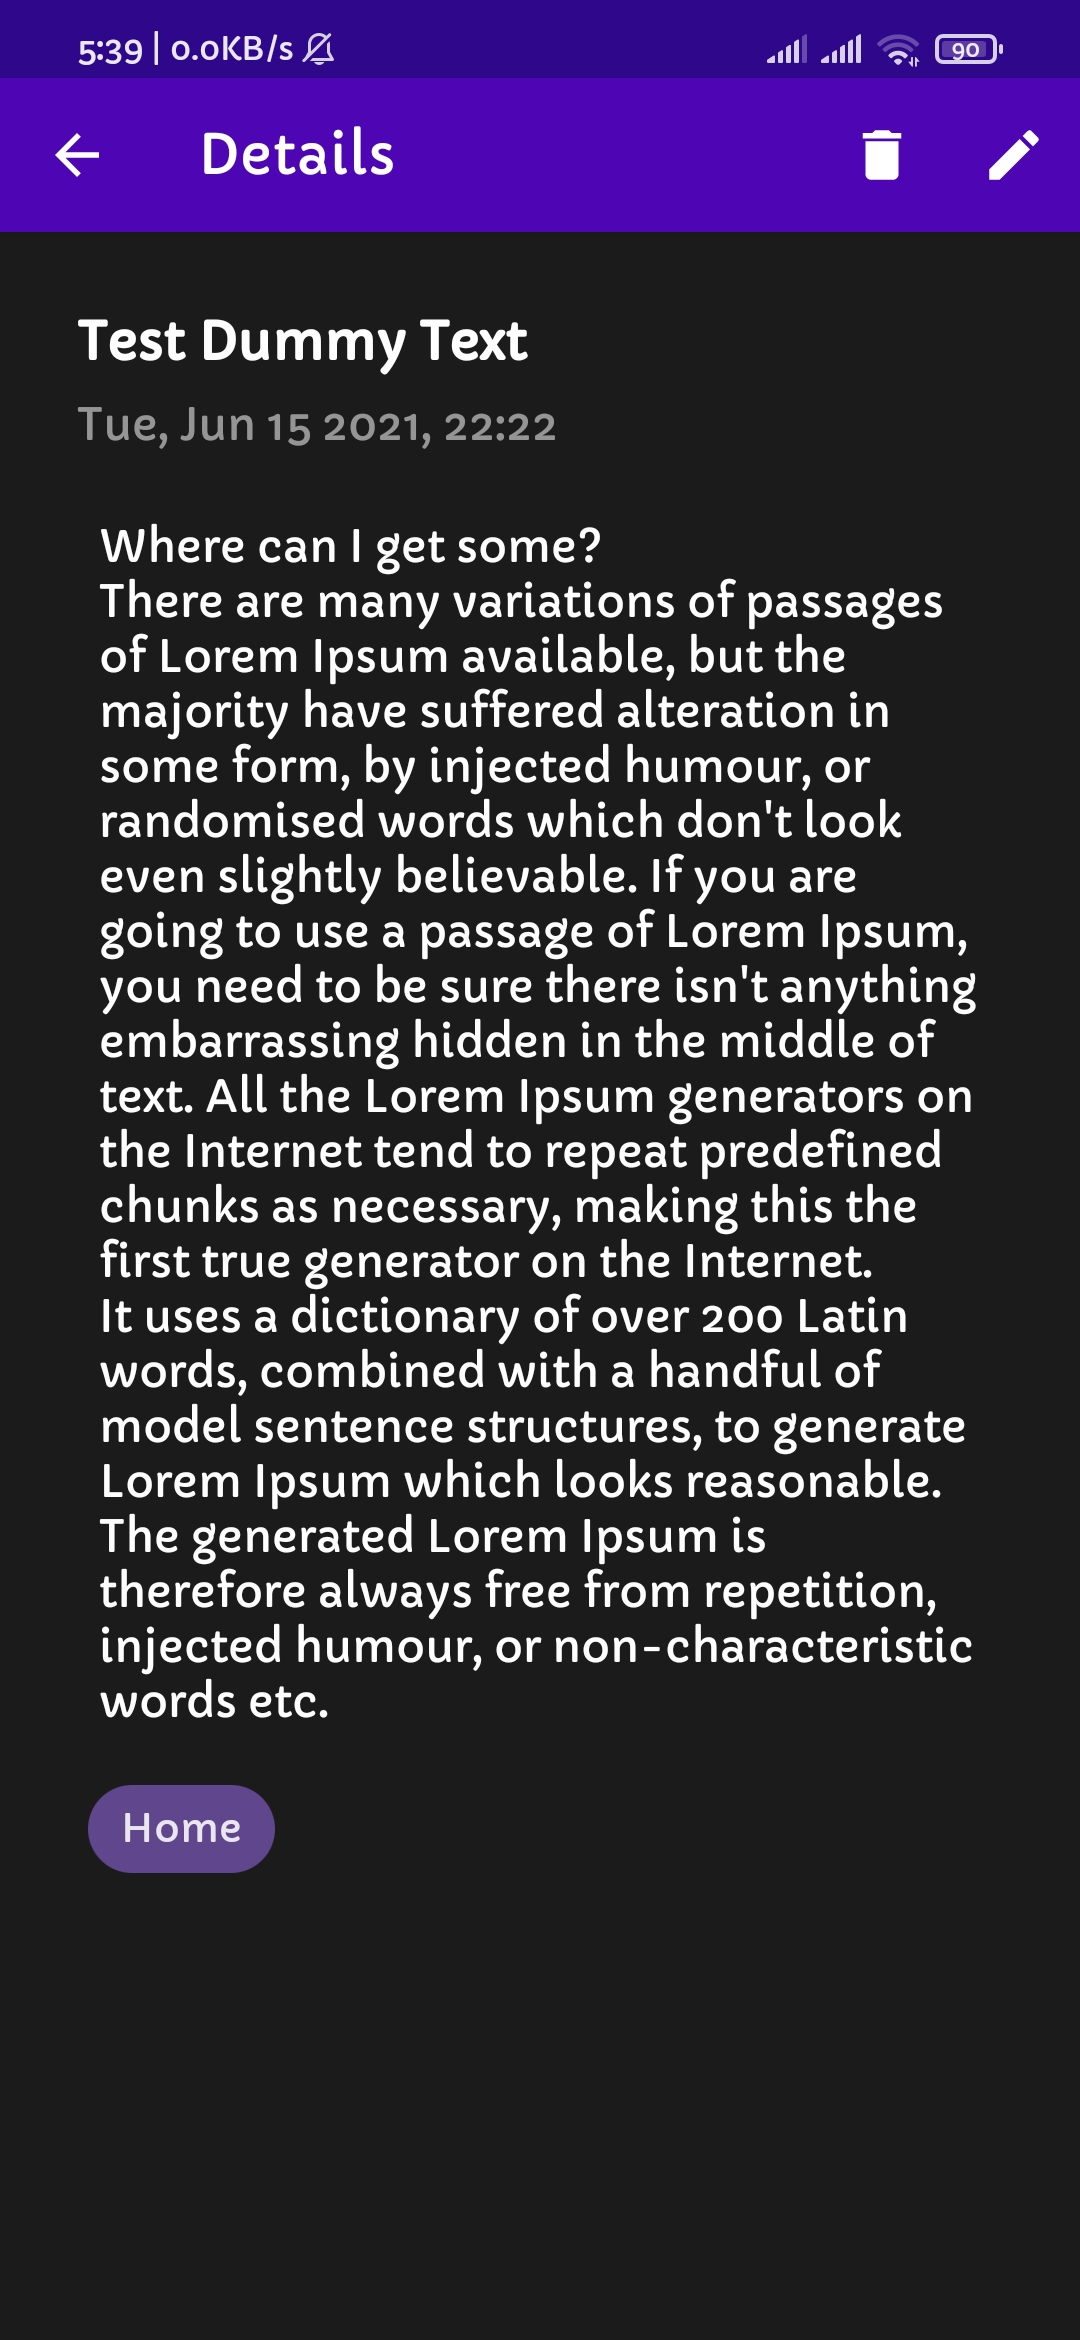 5:39 | 0.0KB/s
90
Details
Test Dummy Text
Tue, Jun 15 2021, 22:22
Where can I get some?
There are many variations of passages
of Lorem Ipsum available, but the
majority have suffered alteration in
some form, by injected humour, or
randomised words which don't look
even slightly believable. If you are
going to use a passage of Lorem Ipsum,
you need to be sure there isn't anything
embarrassing hidden in the middle of
text. All the Lorem Ipsum generators on
the Internet tend to repeat predefined
chunks as necessary, making this the
first true generator on the Internet.
It uses a dictionary of over 200 Latin
words, combined with a handful of
model sentence structures, to generate
Lorem Ipsum which looks reasonable.
The generated Lorem Ipsum is
therefore always free from repetition,
injected humour, or non-characteristic
words etc.
Home